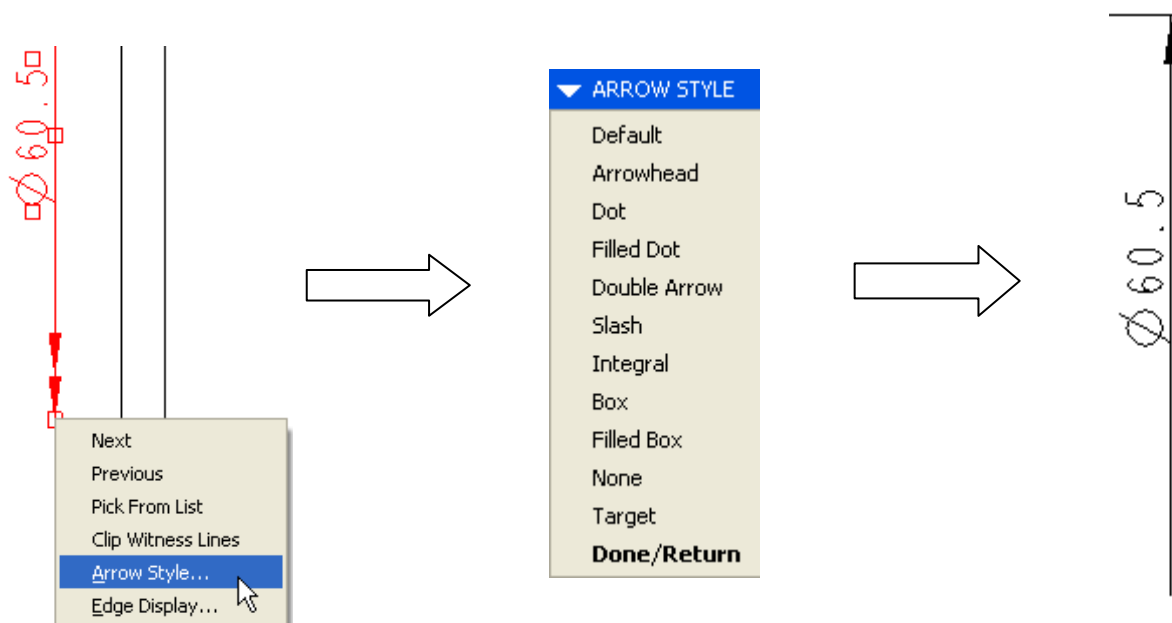 Ø60.5
Next
Previous
Pick From List
Clip Witness Lines
Arrow Style...
Edge Display...
ARROW STYLE
Default
Arrowhead
Dot
Filled Dot
Double Arrow
Slash
Integral
Box
Filled Box
None
Target
Done/Return
Ø60.5